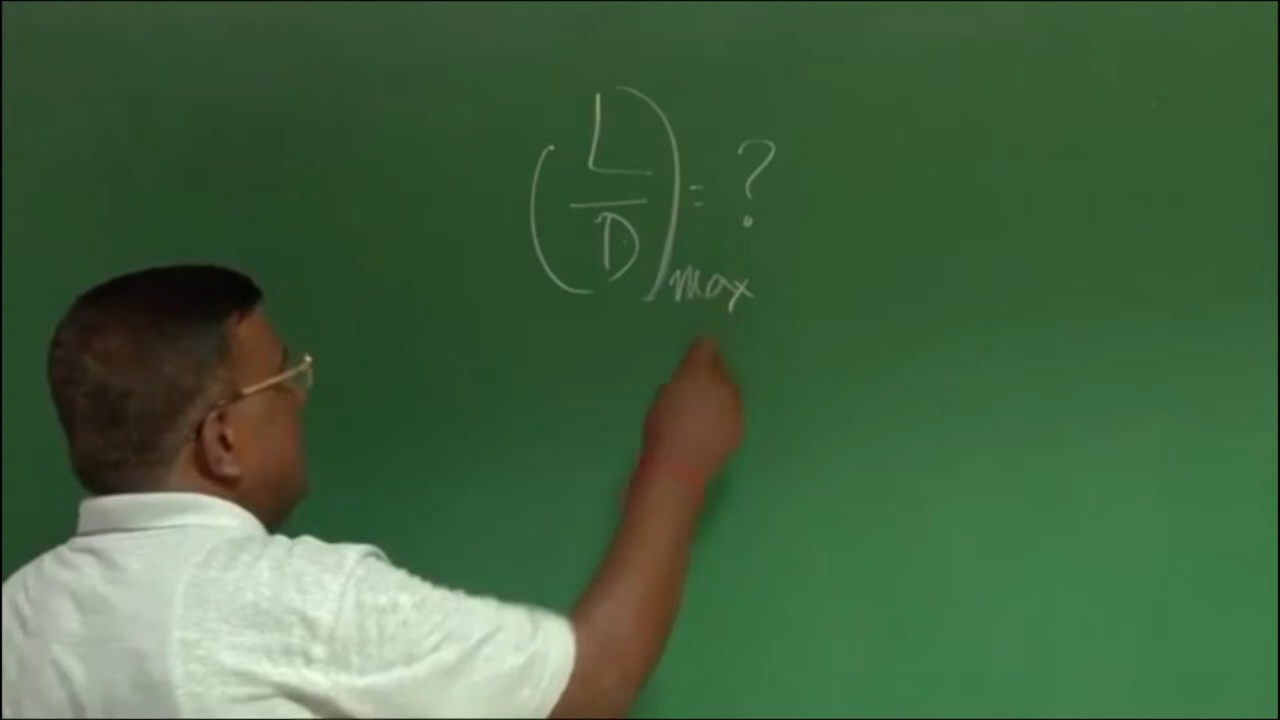 (L/D)max = ?